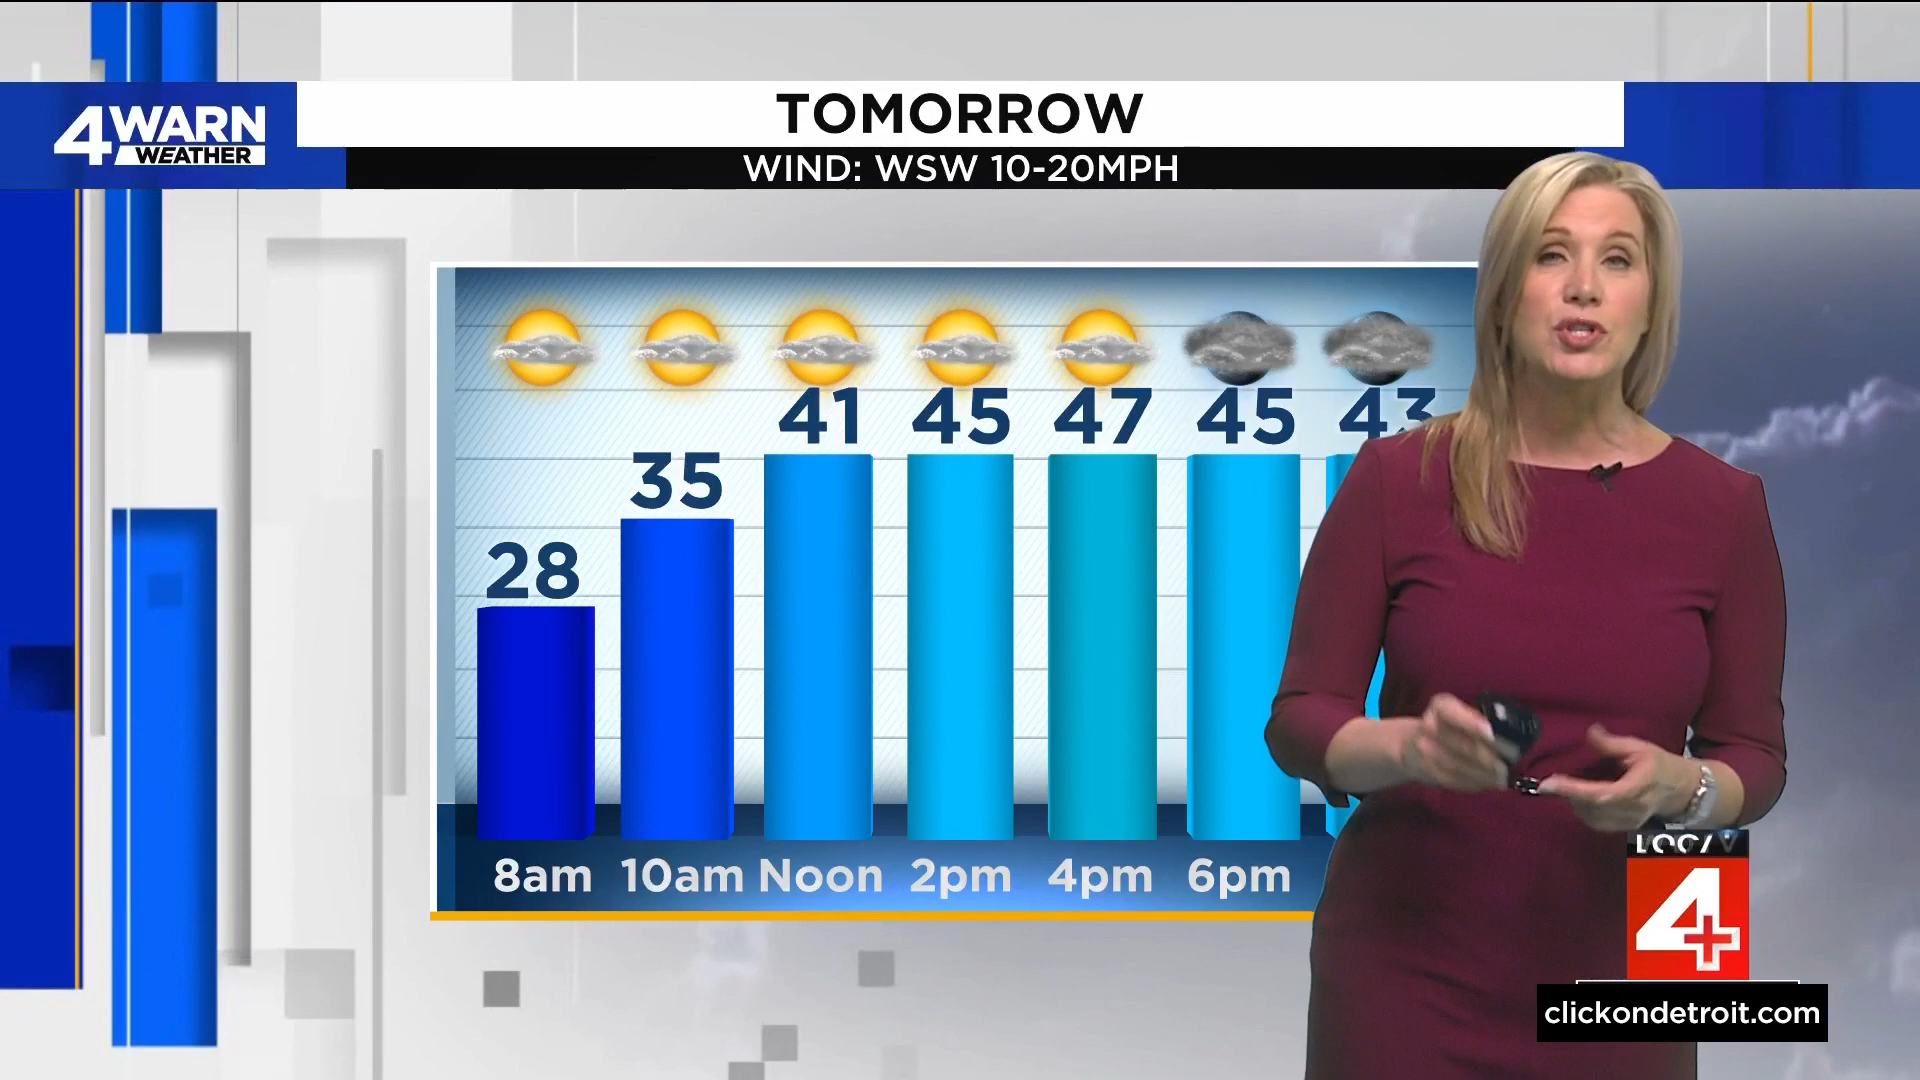 4WARN
WEATHER
TOMORROW
WIND: WSW 10-20MPH
41 45 47 45 43
35
28
8am 10am Noon 2pm 4pm 6pm
4+
clickondetroit.com